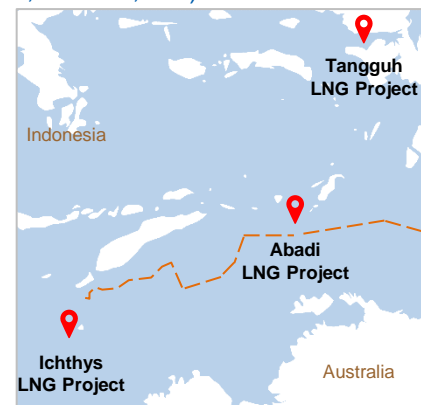 Tangguh
LNG Project
Indonesia
Abadi
LNG Project
Ichthys
LNG Project
Australia